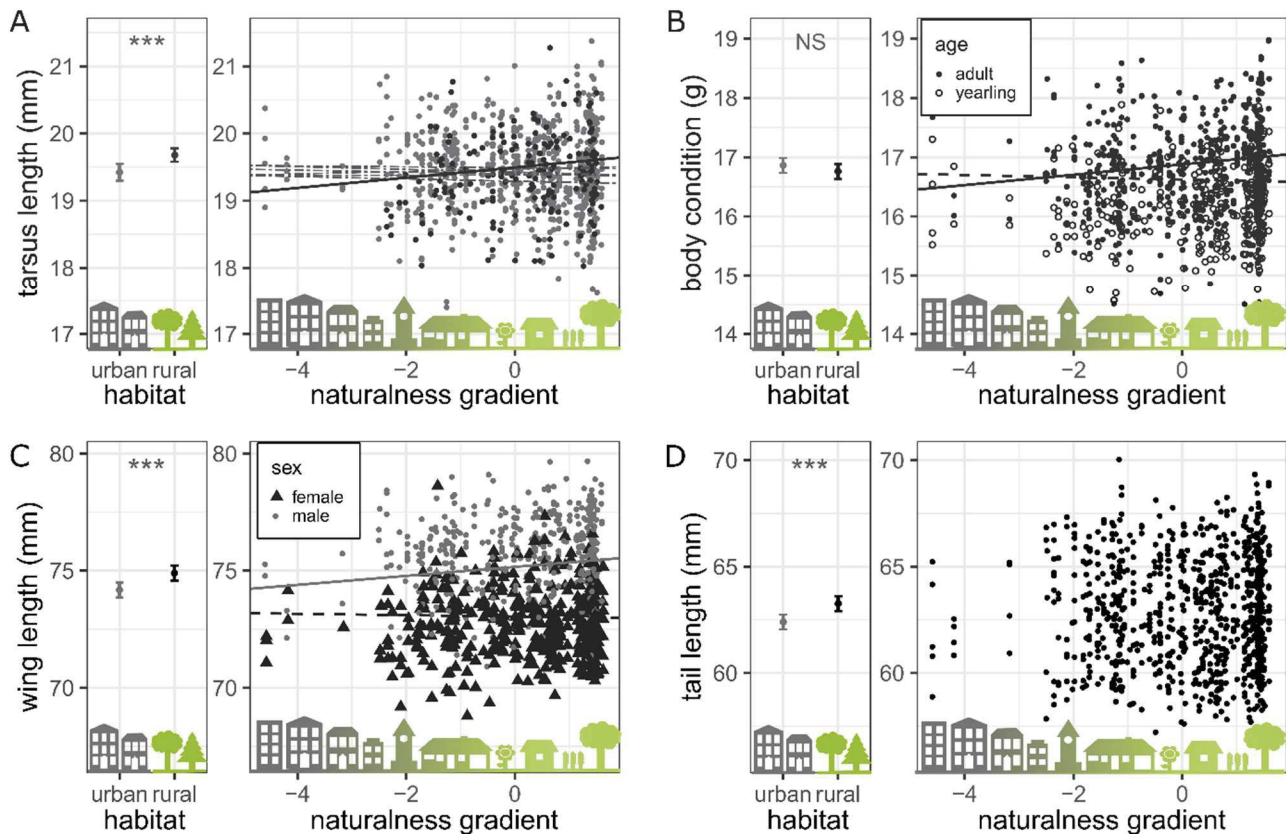 A
***
tarsus length (mm)
21
20
19
18
17
21
20
19
18
17
urban rural
habitat
−4
−2
0
naturalness gradient
B
NS
body condition (g)
19
18
17
16
15
14
19
18
17
16
15
14
age
adult
yearling
urban rural
habitat
−4
−2
0
naturalness gradient
C
***
wing length (mm)
80
75
70
80
75
70
sex
female
male
urban rural
habitat
−4
−2
0
naturalness gradient
D
***
tail length (mm)
70
65
60
70
65
60
urban rural
habitat
−4
−2
0
naturalness gradient